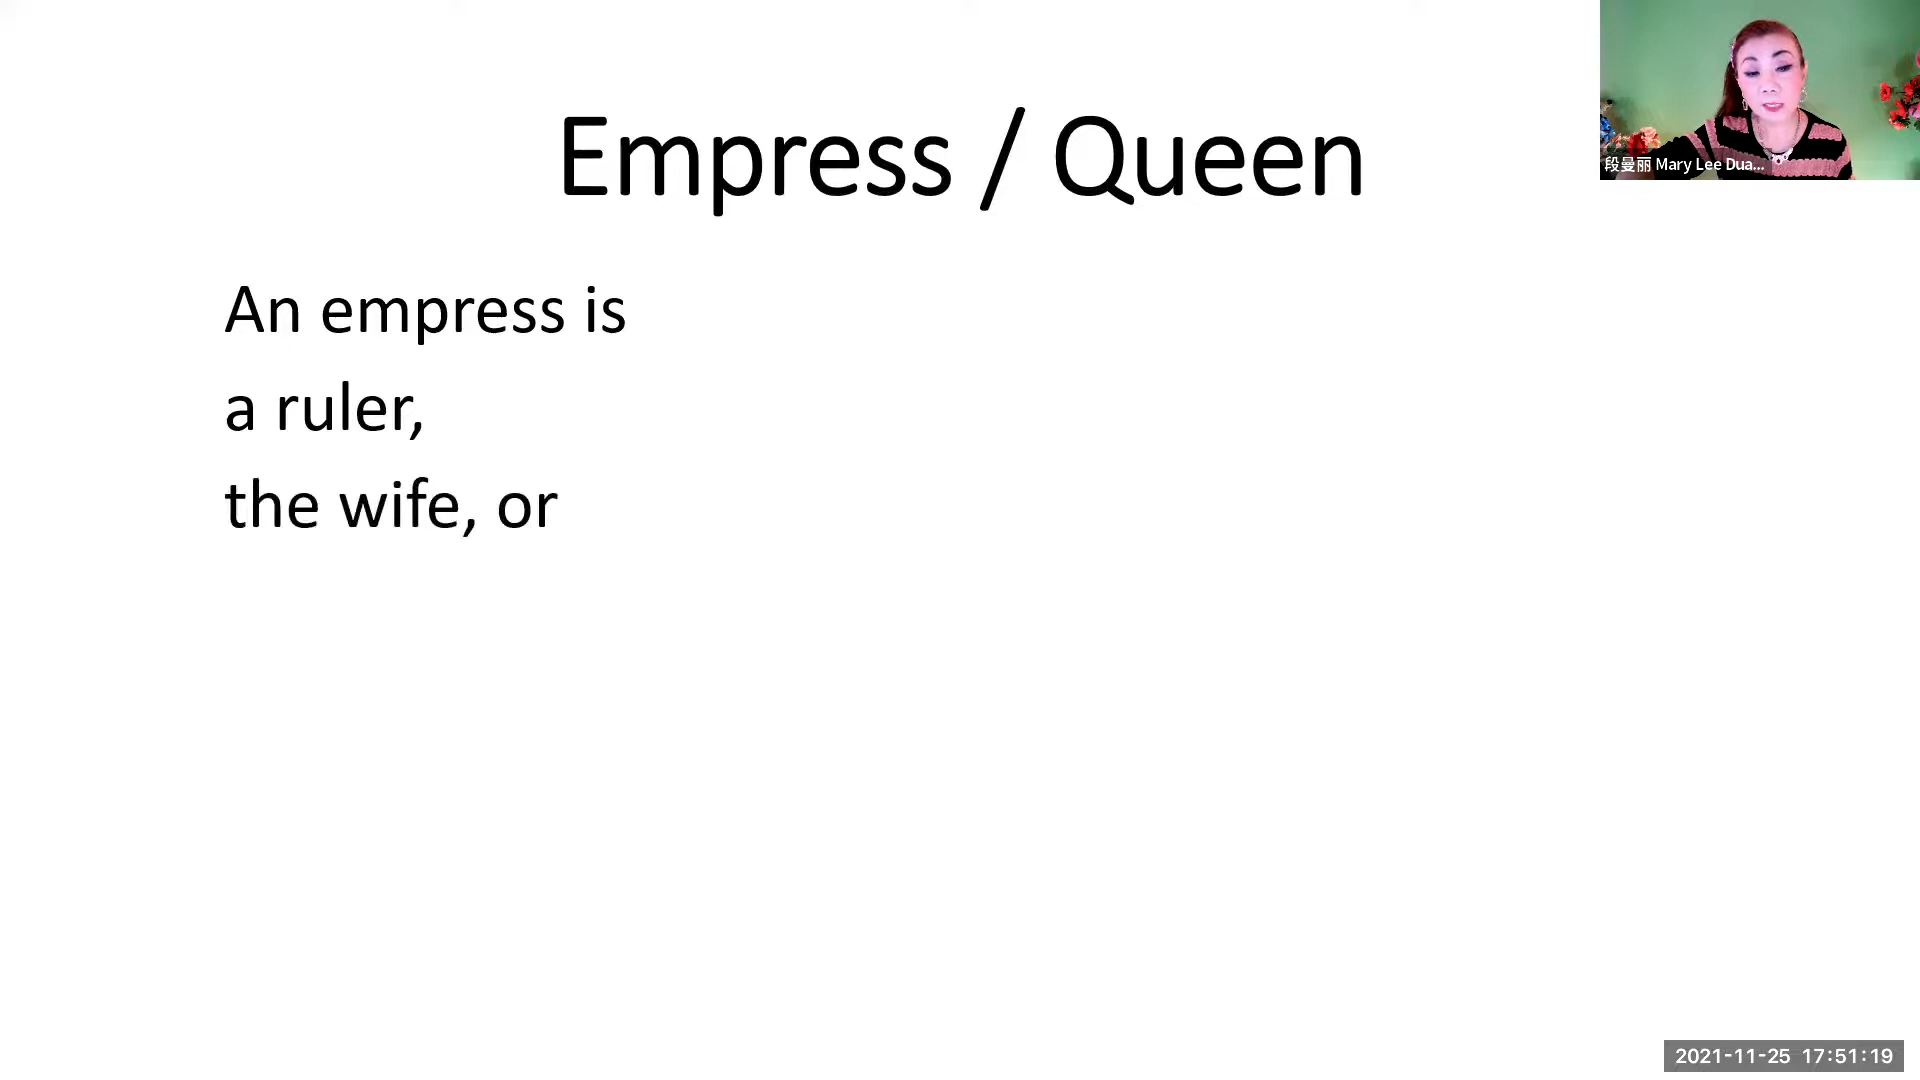 Empress / Queen
An empress is
a ruler,
the wife, or
段曼丽 Mary Lee Dua...
2021-11-25 17:51:19